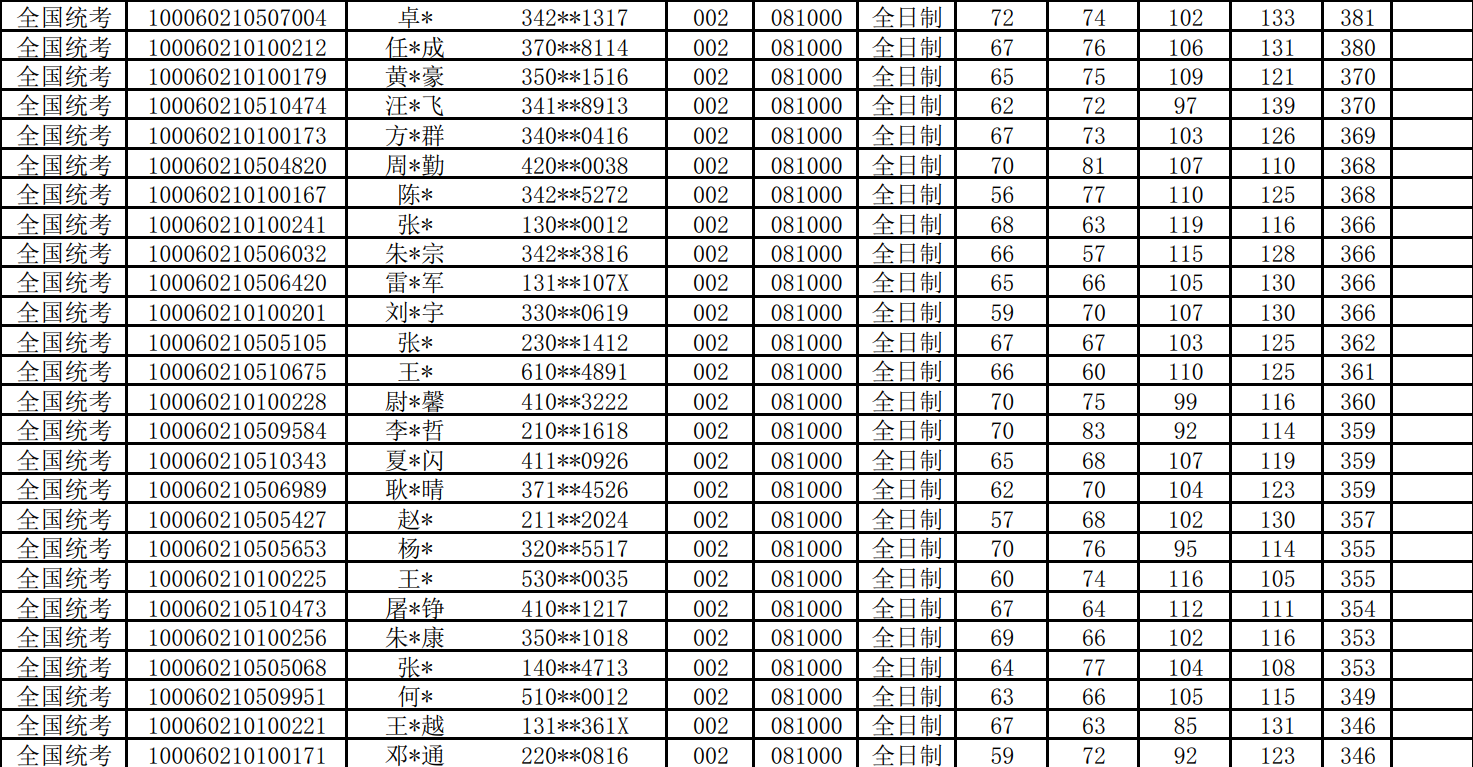 全国统考 100060210507004 卓* 342**1317 002 081000 全日制 72 74 102 133 381
全国统考 100060210100212 任*成 370**8114 002 081000 全日制 67 76 106 131 380
全国统考 100060210100179 黄*豪 350**1516 002 081000 全日制 65 75 109 121 370
全国统考 100060210510474 汪*飞 341**8913 002 081000 全日制 62 72 97 139 370
全国统考 100060210100173 方*群 340**0416 002 081000 全日制 67 73 103 126 369
全国统考 100060210504820 周*勤 420**0038 002 081000 全日制 70 81 107 110 368
全国统考 100060210100167 陈* 342**5272 002 081000 全日制 56 77 110 125 368
全国统考 100060210100241 张* 130**0012 002 081000 全日制 68 63 119 116 366
全国统考 100060210506032 朱*宗 342**3816 002 081000 全日制 66 57 115 128 366
全国统考 100060210506420 雷*军 131**107X 002 081000 全日制 65 66 105 130 366
全国统考 100060210100201 刘*宇 330**0619 002 081000 全日制 59 70 107 130 366
全国统考 100060210505105 张* 230**1412 002 081000 全日制 67 67 103 125 362
全国统考 100060210510675 王* 610**4891 002 081000 全日制 66 60 110 125 361
全国统考 100060210100228 尉*馨 410**3222 002 081000 全日制 70 75 99 116 360
全国统考 100060210509584 李*哲 210**1618 002 081000 全日制 70 83 92 114 359
全国统考 100060210510343 夏*闪 411**0926 002 081000 全日制 65 68 107 119 359
全国统考 100060210506989 耿*晴 371**4526 002 081000 全日制 62 70 104 123 359
全国统考 100060210505427 赵* 211**2024 002 081000 全日制 57 68 102 130 357
全国统考 100060210505653 杨* 320**5517 002 081000 全日制 70 76 95 114 355
全国统考 100060210100225 王* 530**0035 002 081000 全日制 60 74 116 105 355
全国统考 100060210510473 屠*铮 410**1217 002 081000 全日制 67 64 112 111 354
全国统考 100060210100256 朱*康 350**1018 002 081000 全日制 69 66 102 116 353
全国统考 100060210505068 张* 140**4713 002 081000 全日制 64 77 104 108 353
全国统考 100060210509951 何* 510**0012 002 081000 全日制 63 66 105 115 349
全国统考 100060210100221 王*越 131**361X 002 081000 全日制 67 63 85 131 346
全国统考 100060210100171 邓*通 220**0816 002 081000 全日制 59 72 92 123 346